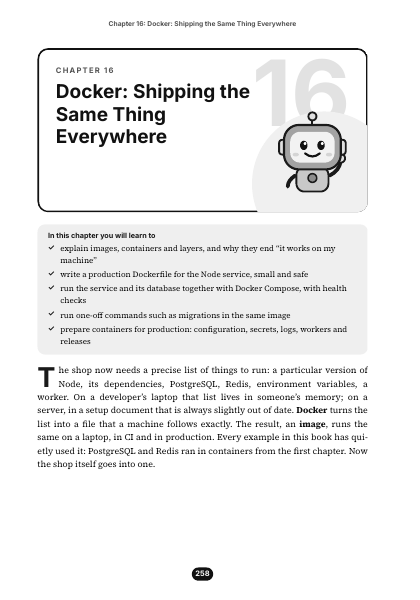 Chapter 16: Docker: Shipping the Same Thing Everywhere
CHAPTER 16
16
Docker: Shipping the
Same Thing
Everywhere
In this chapter you will learn to
✓ explain images, containers and layers, and why they end “it works on my
machine”
✓ write a production Dockerfile for the Node service, small and safe
✓ run the service and its database together with Docker Compose, with health
checks
✓ run one-off commands such as migrations in the same image
✓ prepare containers for production: configuration, secrets, logs, workers and
releases
The shop now needs a precise list of things to run: a particular version of
Node, its dependencies, PostgreSQL, Redis, environment variables, a
worker. On a developer’s laptop that list lives in someone’s memory; on a
server, in a setup document that is always slightly out of date. Docker turns the
list into a file that a machine follows exactly. The result, an image, runs the
same on a laptop, in CI and in production. Every example in this book has qui-
etly used it: PostgreSQL and Redis ran in containers from the first chapter. Now
the shop itself goes into one.
258